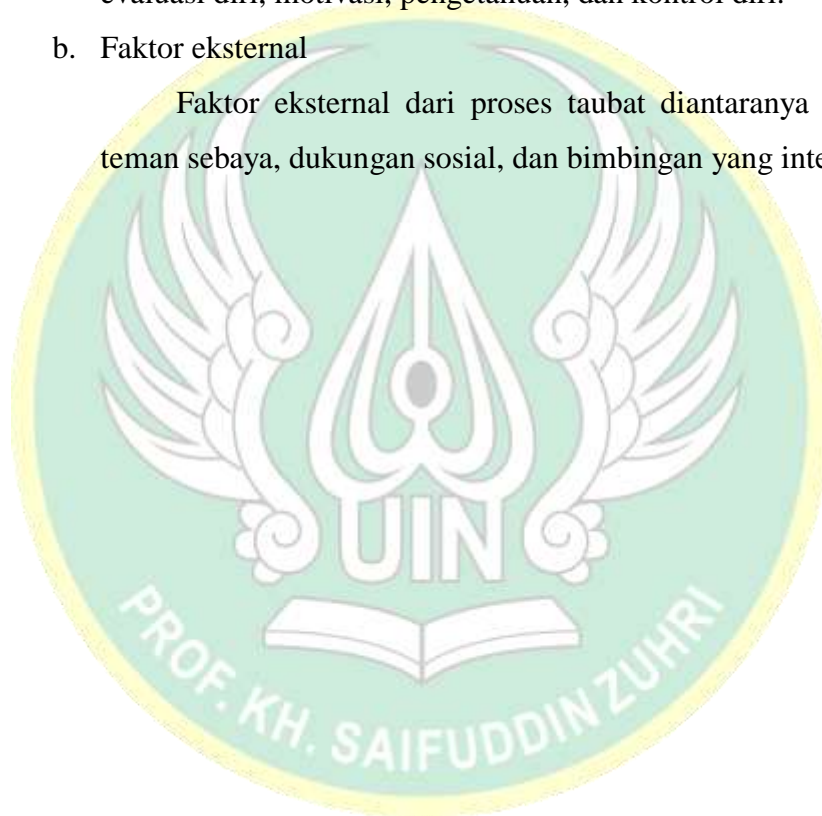 evaluasi diri, motivasi, pengetahuan, dan kontrol diri.
b. Faktor eksternal
Faktor eksternal dari proses taubat diantaranya
teman sebaya, dukungan sosial, dan bimbingan yang
UIN
PROF. KH. SAIFUDDIN ZUHRI